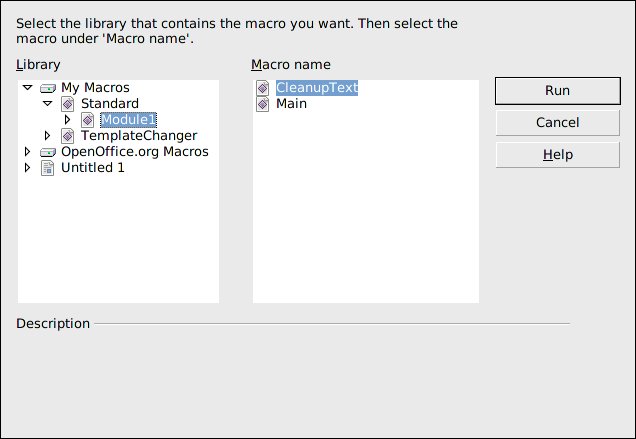 Select the library that contains the macro you want. Then select the
macro under 'Macro name'.
Library
My Macros
Standard
Module1
TemplateChanger
OpenOffice.org Macros
Untitled 1
Macro name
CleanupText
Main
Run
Cancel
Help
Description